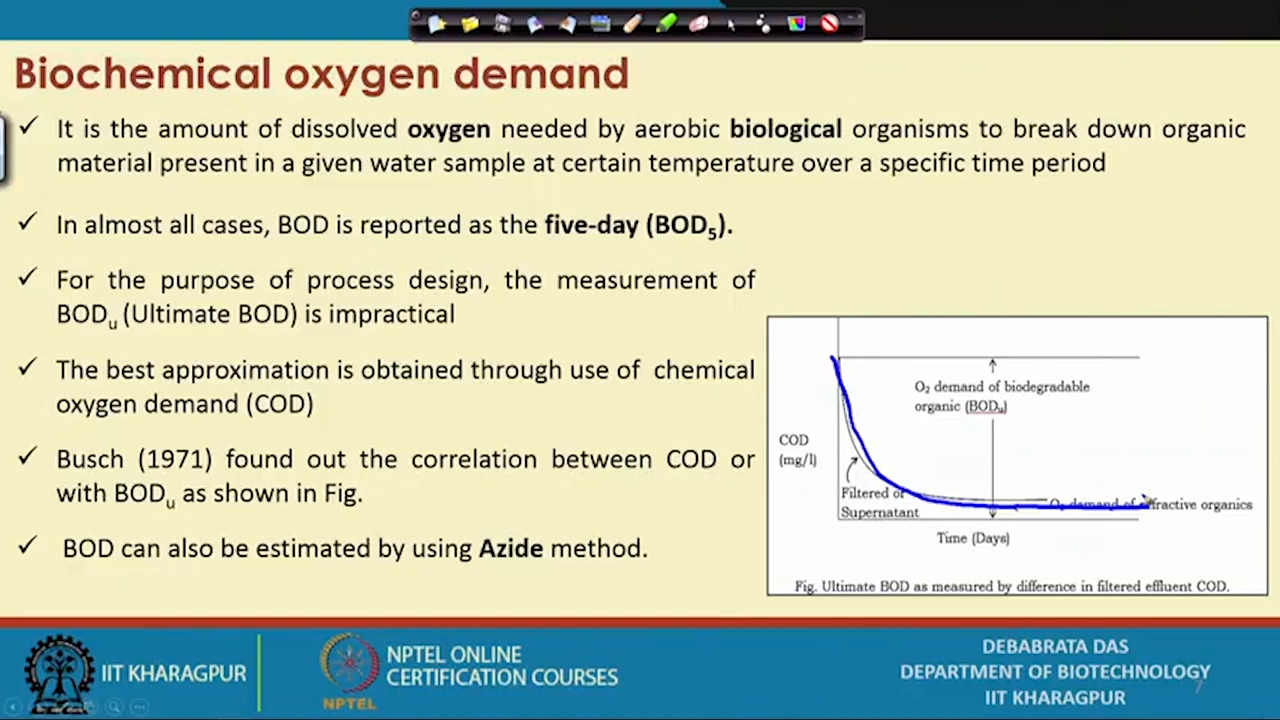 Biochemical oxygen demand
✓ It is the amount of dissolved oxygen needed by aerobic biological organisms to break down organic
material present in a given water sample at certain temperature over a specific time period
✓ In almost all cases, BOD is reported as the five-day (BOD₅).
✓ For the purpose of process design, the measurement of
BODᵤ (Ultimate BOD) is impractical
✓ The best approximation is obtained through use of chemical
oxygen demand (COD)
✓ Busch (1971) found out the correlation between COD or
with BODᵤ as shown in Fig.
✓ BOD can also be estimated by using Azide method.
O₂ demand of biodegradable
organic (BODᵤ)
COD
(mg/l)
Filtered of
Supernatant
O₂ demand of refractive organics
Time (Days)
Fig. Ultimate BOD as measured by difference in filtered effluent COD.
IIT KHARAGPUR
NPTEL
NPTEL ONLINE
CERTIFICATION COURSES
DEBABRATA DAS
DEPARTMENT OF BIOTECHNOLOGY
IIT KHARAGPUR
7